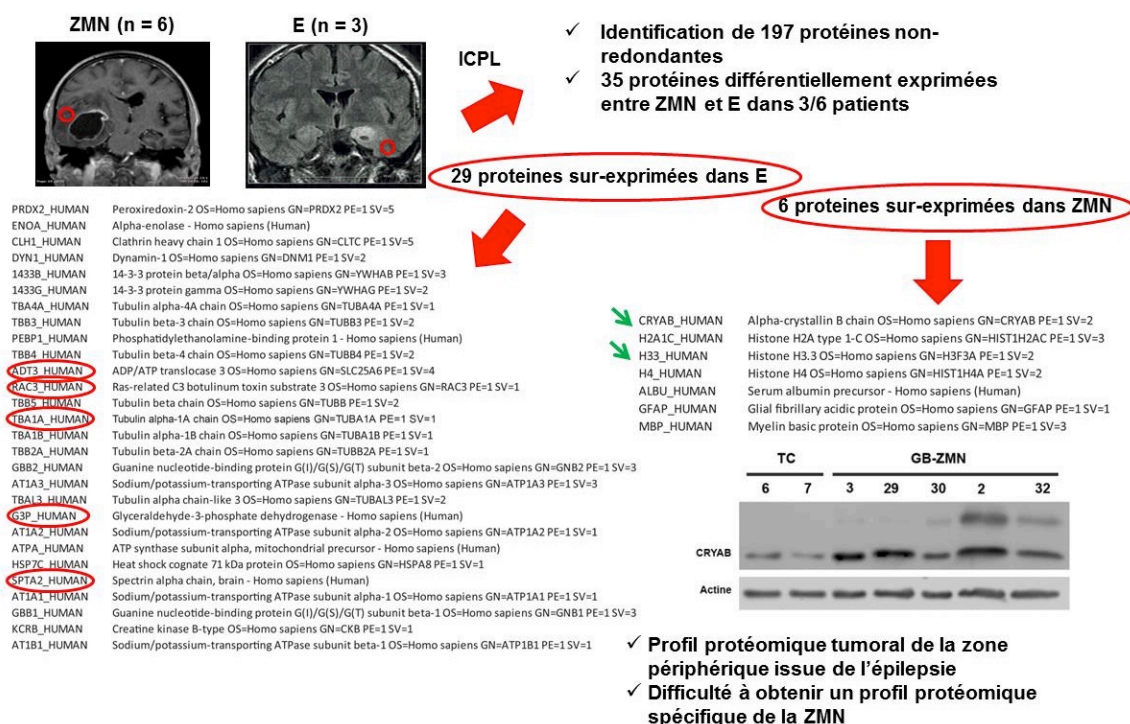 ZMN (n = 6)
E (n = 3)
ICPL
✓ Identification de 197 protéines non-
redondantes
✓ 35 protéines différentiellement exprimées
entre ZMN et E dans 3/6 patients
29 proteines sur-exprimées dans E
6 proteines sur-exprimées dans ZMN
PRDX2_HUMAN Peroxiredoxin-2 OS=Homo sapiens GN=PRDX2 PE=1 SV=5
ENOA_HUMAN Alpha-enolase - Homo sapiens (Human)
CLH1_HUMAN Clathrin heavy chain 1 OS=Homo sapiens GN=CLTC PE=1 SV=5
DYN1_HUMAN Dynamin-1 OS=Homo sapiens GN=DNM1 PE=1 SV=2
1433B_HUMAN 14-3-3 protein beta/alpha OS=Homo sapiens GN=YWHAB PE=1 SV=3
1433G_HUMAN 14-3-3 protein gamma OS=Homo sapiens GN=YWHAG PE=1 SV=2
TBA4A_HUMAN Tubulin alpha-4A chain OS=Homo sapiens GN=TUBA4A PE=1 SV=1
TBB3_HUMAN Tubulin beta-3 chain OS=Homo sapiens GN=TUBB3 PE=1 SV=2
PEBP1_HUMAN Phosphatidylethanolamine-binding protein 1 - Homo sapiens (Human)
TBB4_HUMAN Tubulin beta-4 chain OS=Homo sapiens GN=TUBB4 PE=1 SV=2
ADT3_HUMAN ADP/ATP translocase 3 OS=Homo sapiens GN=SLC25A6 PE=1 SV=4
RAC3_HUMAN Ras-related C3 botulinum toxin substrate 3 OS=Homo sapiens GN=RAC3 PE=1 SV=1
TBB5_HUMAN Tubulin beta chain OS=Homo sapiens GN=TUBB PE=1 SV=2
TBA1A_HUMAN Tubulin alpha-1A chain OS=Homo sapiens GN=TUBA1A PE=1 SV=1
TBA1B_HUMAN Tubulin alpha-1B chain OS=Homo sapiens GN=TUBA1B PE=1 SV=1
TBB2A_HUMAN Tubulin beta-2A chain OS=Homo sapiens GN=TUBB2A PE=1 SV=1
GBB2_HUMAN Guanine nucleotide-binding protein G(I)/G(S)/G(T) subunit beta-2 OS=Homo sapiens GN=GNB2 PE=1 SV=3
AT1A3_HUMAN Sodium/potassium-transporting ATPase subunit alpha-3 OS=Homo sapiens GN=ATP1A3 PE=1 SV=3
TBAL3_HUMAN Tubulin alpha chain-like 3 OS=Homo sapiens GN=TUBAL3 PE=1 SV=2
G3P_HUMAN Glyceraldehyde-3-phosphate dehydrogenase - Homo sapiens (Human)
AT1A2_HUMAN Sodium/potassium-transporting ATPase subunit alpha-2 OS=Homo sapiens GN=ATP1A2 PE=1 SV=1
ATPA_HUMAN ATP synthase subunit alpha, mitochondrial precursor - Homo sapiens (Human)
HSP7C_HUMAN Heat shock cognate 71 kDa protein OS=Homo sapiens GN=HSPA8 PE=1 SV=1
SPTA2_HUMAN Spectrin alpha chain, brain - Homo sapiens (Human)
AT1A1_HUMAN Sodium/potassium-transporting ATPase subunit alpha-1 OS=Homo sapiens GN=ATP1A1 PE=1 SV=1
GBB1_HUMAN Guanine nucleotide-binding protein G(I)/G(S)/G(T) subunit beta-1 OS=Homo sapiens GN=GNB1 PE=1 SV=3
KCRB_HUMAN Creatine kinase B-type OS=Homo sapiens GN=CKB PE=1 SV=1
AT1B1_HUMAN Sodium/potassium-transporting ATPase subunit beta-1 OS=Homo sapiens GN=ATP1B1 PE=1 SV=1
CRYAB_HUMAN Alpha-crystallin B chain OS=Homo sapiens GN=CRYAB PE=1 SV=2
H2A1C_HUMAN Histone H2A type 1-C OS=Homo sapiens GN=HIST1H2AC PE=1 SV=3
H33_HUMAN Histone H3.3 OS=Homo sapiens GN=H3F3A PE=1 SV=2
H4_HUMAN Histone H4 OS=Homo sapiens GN=HIST1H4A PE=1 SV=2
ALBU_HUMAN Serum albumin precursor - Homo sapiens (Human)
GFAP_HUMAN Glial fibrillary acidic protein OS=Homo sapiens GN=GFAP PE=1 SV=1
MBP_HUMAN Myelin basic protein OS=Homo sapiens GN=MBP PE=1 SV=3
TC GB-ZMN
6 7 3 29 30 2 32
CRYAB
Actine
✓ Profil protéomique tumoral de la zone
périphérique issue de l'épilepsie
✓ Difficulté à obtenir un profil protéomique
spécifique de la ZMN